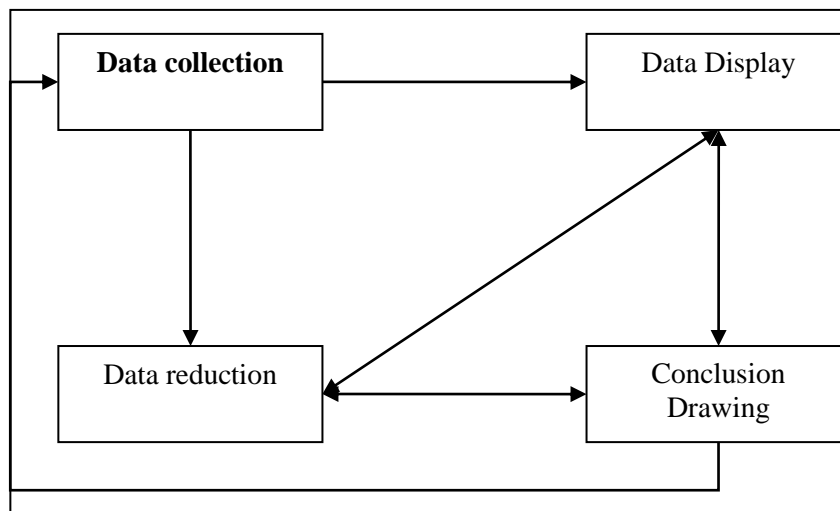 Data collection
Data Display
Data reduction
Conclusion
Drawing